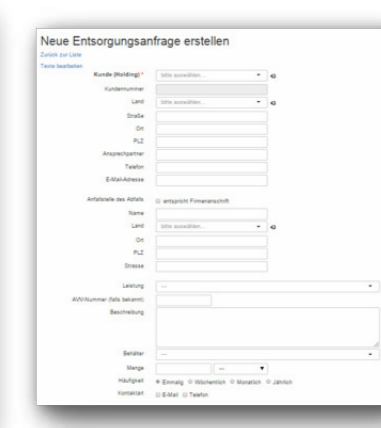 Neue Entsorgungsanfrage erstellen
Zurück zur Liste
Texte bearbeiten
Kunde (Holding) * bitte auswählen...
Kundennummer
Land bitte auswählen...
Straße
Ort
PLZ
Ansprechpartner
Telefon
E-Mail-Adresse
Anfallstelle des Abfalls entspricht Firmenanschrift
Name
Land bitte auswählen...
Ort
PLZ
Strasse
Leistung ---
AVV-Nummer (falls bekannt)
Beschreibung
Behälter ---
Menge ---
Häufigkeit Einmalig Wöchentlich Monatlich Jährlich
Kontaktart E-Mail Telefon